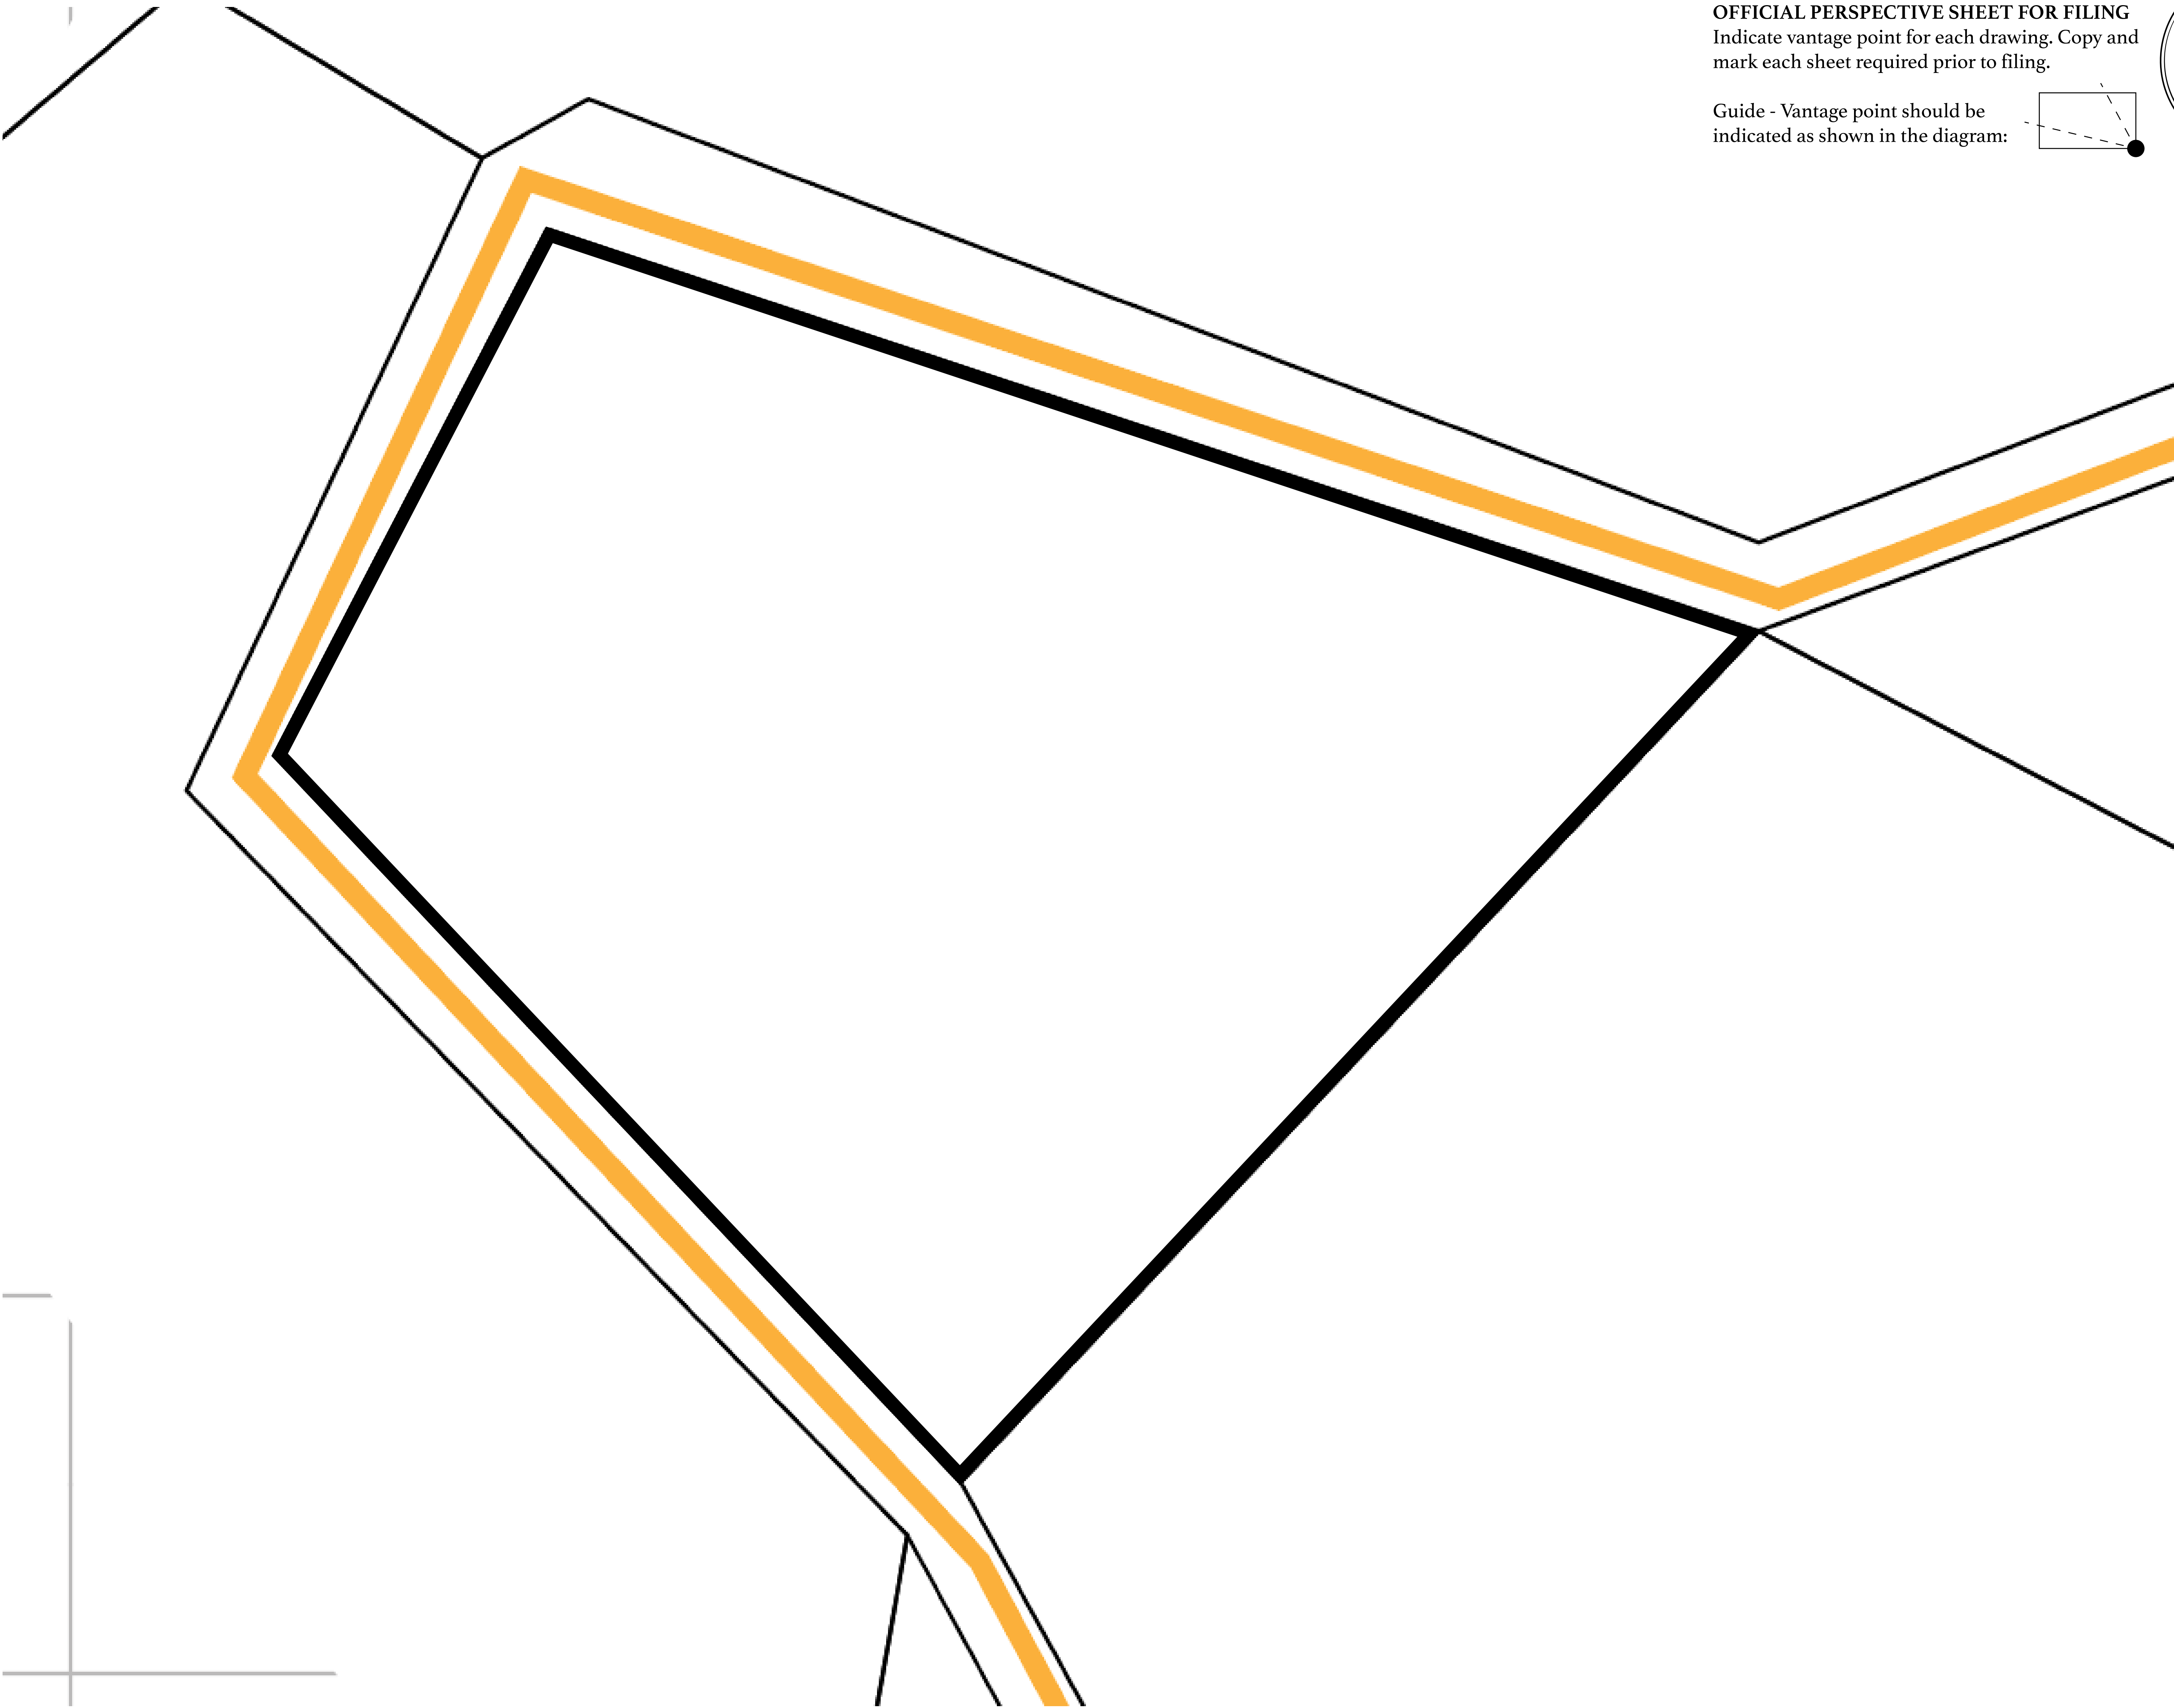 OFFICIAL PERSPECTIVE SHEET FOR FILING
Indicate vantage point for each drawing. Copy and
mark each sheet required prior to filing.
Guide - Vantage point should be
indicated as shown in the diagram: